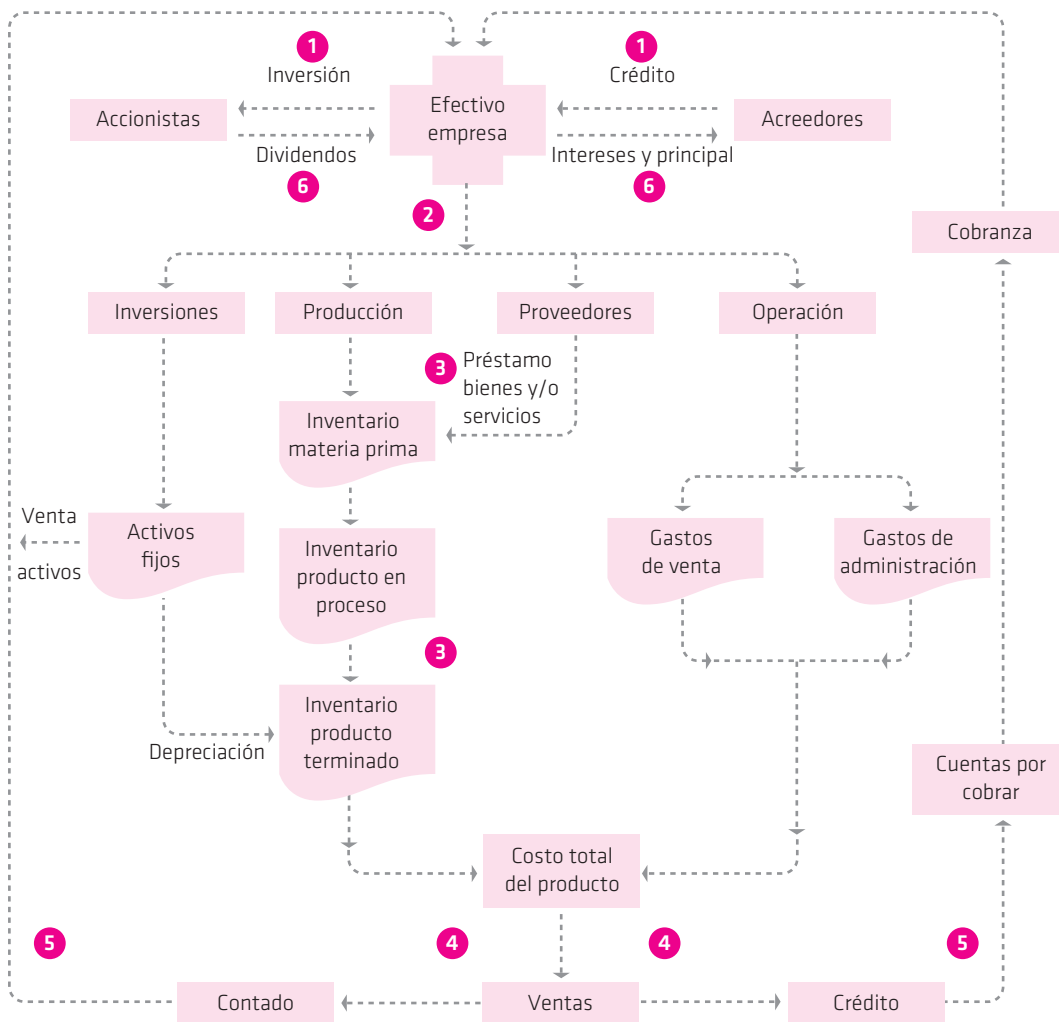 1
Inversión
1
Crédito
Accionistas
Efectivo
empresa
Acreedores
Dividendos
6
Intereses y principal
6
2
Cobranza
Inversiones
Producción
Proveedores
Operación
3
Préstamo
bienes y/o
servicios
Inventario
materia prima
Venta
activos
Activos
fijos
Inventario
producto en
proceso
Gastos
de venta
Gastos de
administración
3
Inventario
producto
terminado
Depreciación
Cuentas por
cobrar
Costo total
del producto
5
4
4
5
Contado
Ventas
Crédito